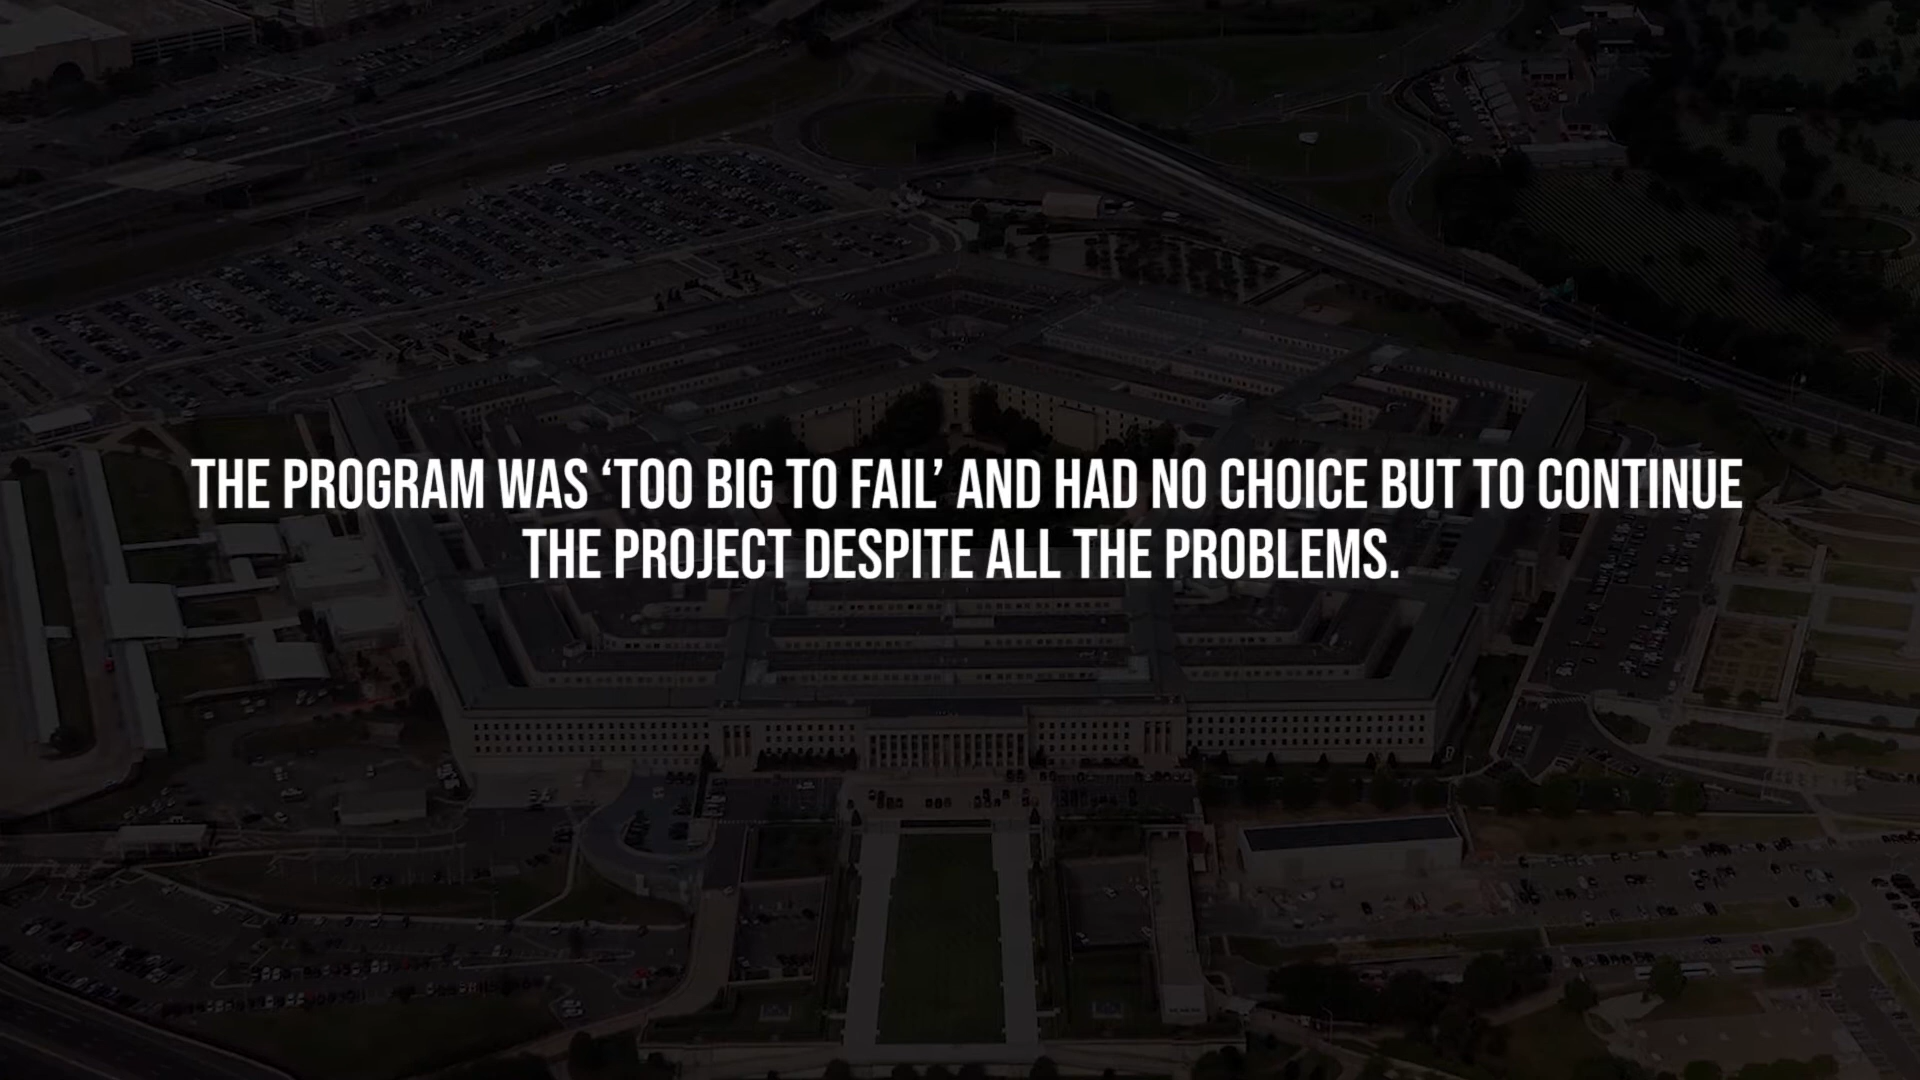 THE PROGRAM WAS ‘TOO BIG TO FAIL’ AND HAD NO CHOICE BUT TO CONTINUE
THE PROJECT DESPITE ALL THE PROBLEMS.